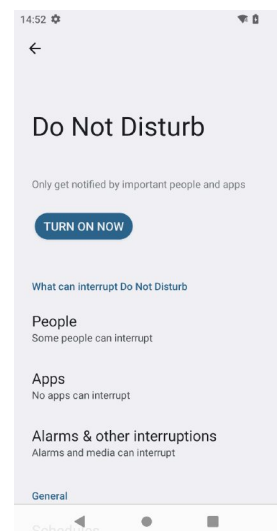 14:52
Do Not Disturb
Only get notified by important people and apps
TURN ON NOW
What can interrupt Do Not Disturb
People
Some people can interrupt
Apps
No apps can interrupt
Alarms & other interruptions
Alarms and media can interrupt
General
Schedules